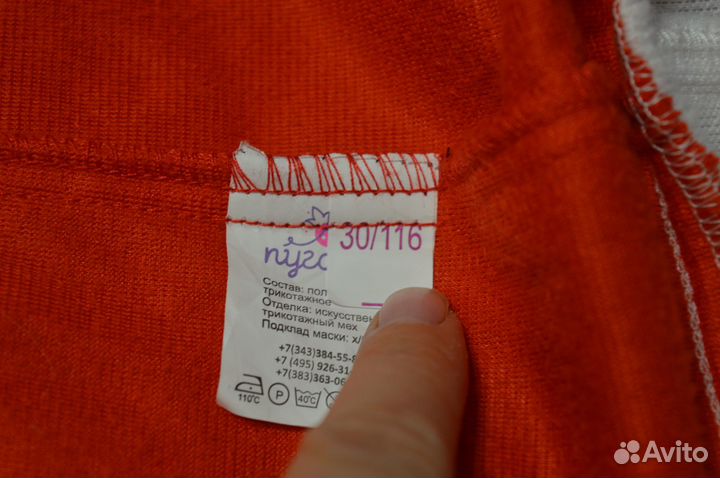 30/116
пуго
Состав: пол
трикотажное
Отделка: искусствен
трикотажный мех
Подклад маски: х/
+7(343)384-55-8
+7 (495) 926-31-
+7(383)363-06
110°C P 40°C
Avito